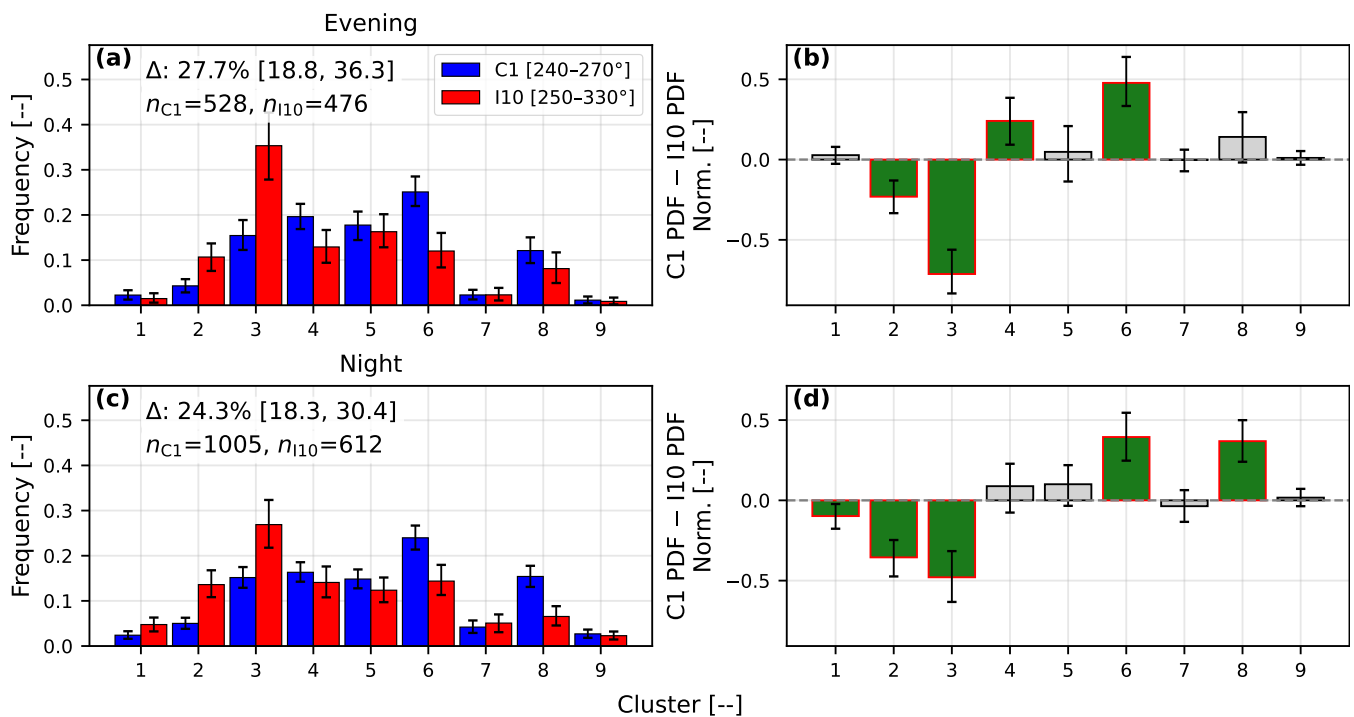 Evening
(a)
Δ: 27.7% [18.8, 36.3]
n_C1=528, n_I10=476
C1 [240–270°]
I10 [250–330°]
Frequency [--]
0.5
0.4
0.3
0.2
0.1
0.0
1 2 3 4 5 6 7 8 9
(b)
C1 PDF − I10 PDF
Norm. [--]
0.5
0.0
−0.5
1 2 3 4 5 6 7 8 9
Night
(c)
Δ: 24.3% [18.3, 30.4]
n_C1=1005, n_I10=612
Frequency [--]
0.5
0.4
0.3
0.2
0.1
0.0
1 2 3 4 5 6 7 8 9
(d)
C1 PDF − I10 PDF
Norm. [--]
0.5
0.0
−0.5
1 2 3 4 5 6 7 8 9
Cluster [--]